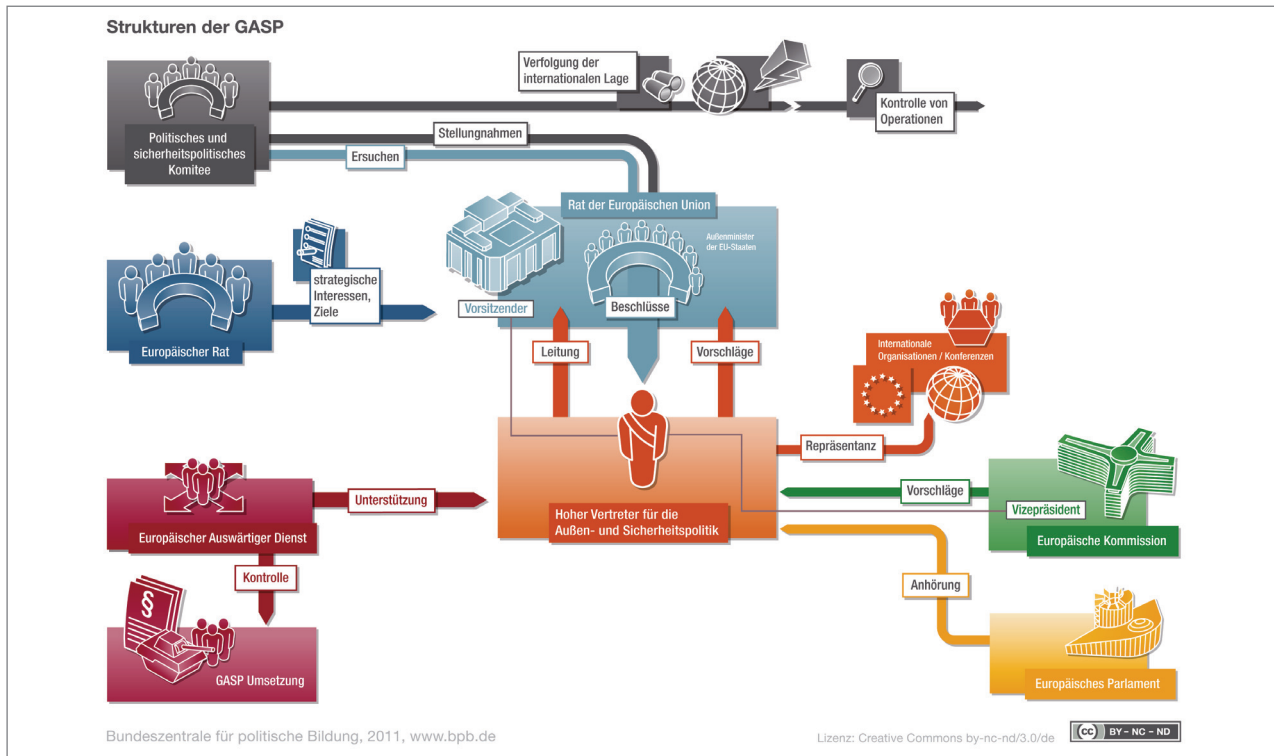 Strukturen der GASP
Verfolgung der
internationalen Lage
Kontrolle von
Operationen
Politisches und
sicherheitspolitisches
Komitee
Stellungnahmen
Ersuchen
Rat der Europäischen Union
Außenminister
der EU-Staaten
Vorsitzender
Beschlüsse
strategische
Interessen,
Ziele
Europäischer Rat
Leitung
Vorschläge
Internationale
Organisationen / Konferenzen
Repräsentanz
Hoher Vertreter für die
Außen- und Sicherheitspolitik
Vorschläge
Vizepräsident
Europäische Kommission
Unterstützung
Europäischer Auswärtiger Dienst
Kontrolle
§
GASP Umsetzung
Anhörung
Europäisches Parlament
Bundeszentrale für politische Bildung, 2011, www.bpb.de
Lizenz: Creative Commons by-nc-nd/3.0/de
cc BY - NC - ND